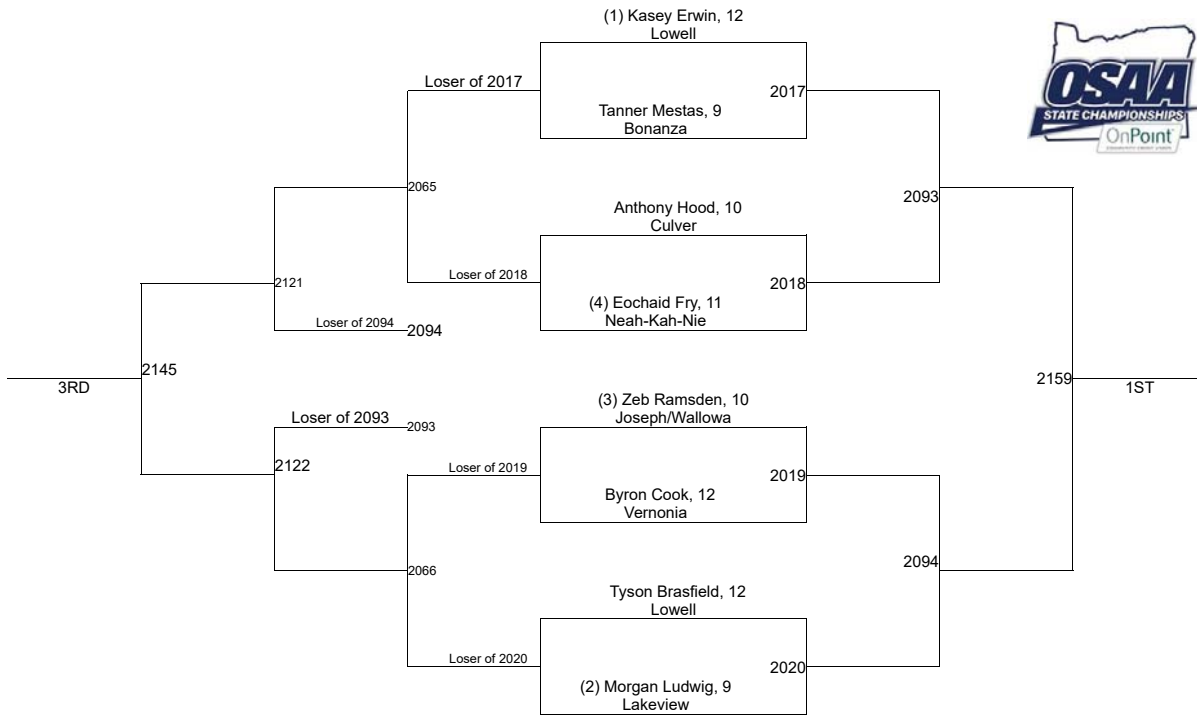 (1) Kasey Erwin, 12
Lowell
OSAA
STATE CHAMPIONSHIPS
OnPoint
COMMUNITY CREDIT UNION
Loser of 2017
2017
Tanner Mestas, 9
Bonanza
2065
2093
Anthony Hood, 10
Culver
Loser of 2018
2018
2121
(4) Eochaid Fry, 11
Neah-Kah-Nie
Loser of 2094
2094
2145
3RD
2159
1ST
(3) Zeb Ramsden, 10
Joseph/Wallowa
Loser of 2093
2093
2122
Loser of 2019
2019
Byron Cook, 12
Vernonia
2066
2094
Tyson Brasfield, 12
Lowell
Loser of 2020
2020
(2) Morgan Ludwig, 9
Lakeview